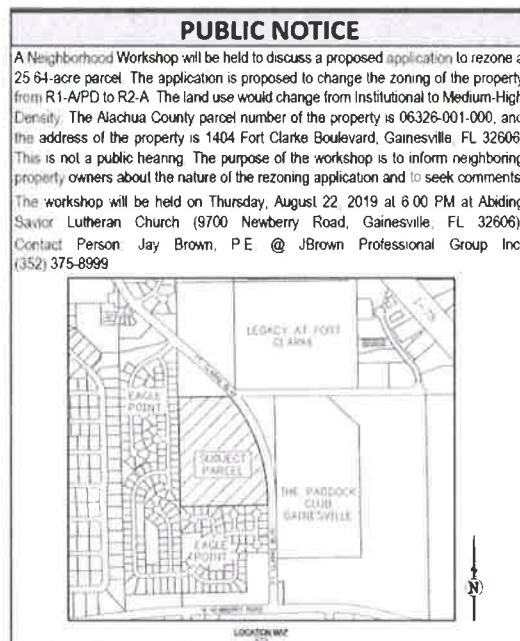 PUBLIC NOTICE
A Neighborhood Workshop will be held to discuss a proposed application to rezone a
25 64-acre parcel. The application is proposed to change the zoning of the property
from R1-A/PD to R2-A The land use would change from Institutional to Medium-High
Density. The Alachua County parcel number of the property is 06326-001-000, and
the address of the property is 1404 Fort Clarke Boulevard, Gainesville, FL 32606
This is not a public hearing. The purpose of the workshop is to inform neighboring
property owners about the nature of the rezoning application and to seek comments
The workshop will be held on Thursday, August 22, 2019 at 6 00 PM at Abiding
Savior Lutheran Church (9700 Newberry Road, Gainesville, FL 32606)
Contact Person: Jay Brown, P.E. @ JBrown Professional Group Inc
(352) 375-8999
LEGACY AT FORT
CLARKE
I-75
FT. CLARKE BLVD
EAGLE
POINT
SUBJECT
PARCEL
THE PADDOCK
CLUB
GAINESVILLE
EAGLE
POINT
W NEWBERRY ROAD
N
LOCATION MAP